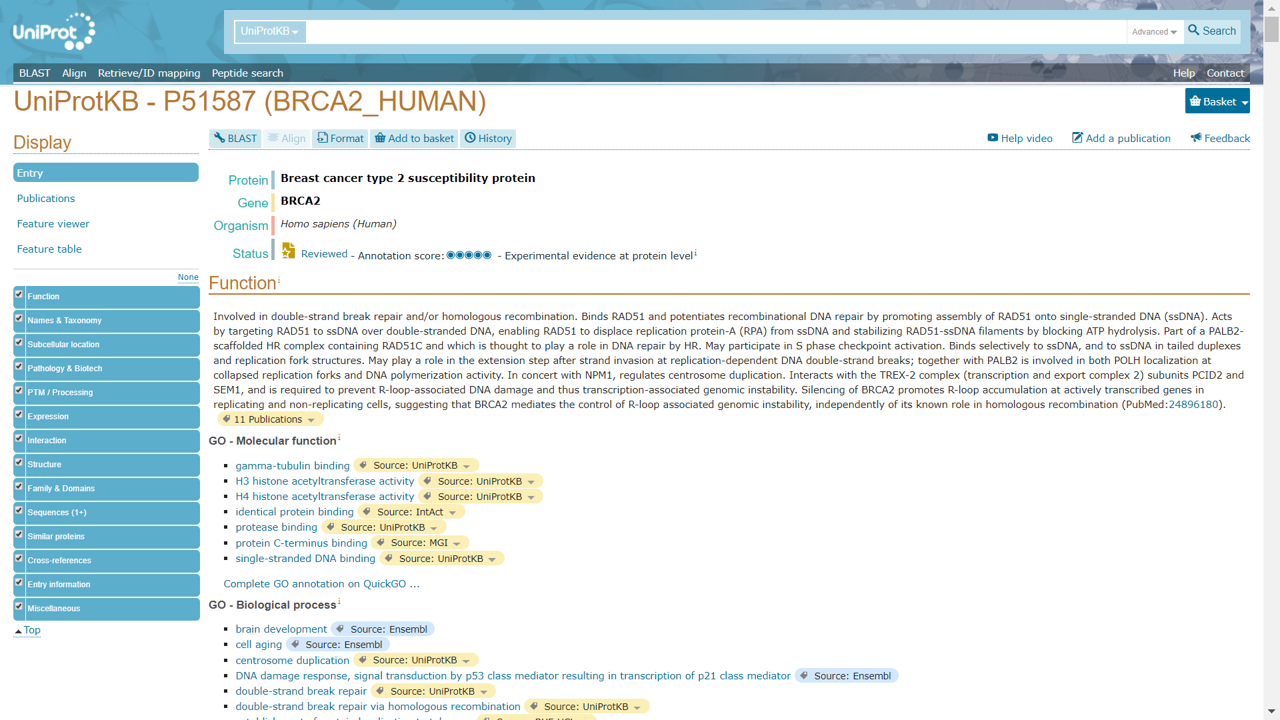 UniProt
UniProtKB
Advanced
Search
BLAST Align Retrieve/ID mapping Peptide search
Help Contact
UniProtKB - P51587 (BRCA2_HUMAN)
Basket
Display
BLAST Align Format Add to basket History
Help video Add a publication Feedback
Entry
Publications
Feature viewer
Feature table
None
Function
Names & Taxonomy
Subcellular location
Pathology & Biotech
PTM / Processing
Expression
Interaction
Structure
Family & Domains
Sequences (1+)
Similar proteins
Cross-references
Entry information
Miscellaneous
Top
Protein Breast cancer type 2 susceptibility protein
Gene BRCA2
Organism Homo sapiens (Human)
Status Reviewed - Annotation score: - Experimental evidence at protein level i
Function i
Involved in double-strand break repair and/or homologous recombination. Binds RAD51 and potentiates recombinational DNA repair by promoting assembly of RAD51 onto single-stranded DNA (ssDNA). Acts
by targeting RAD51 to ssDNA over double-stranded DNA, enabling RAD51 to displace replication protein-A (RPA) from ssDNA and stabilizing RAD51-ssDNA filaments by blocking ATP hydrolysis. Part of a PALB2-
scaffolded HR complex containing RAD51C and which is thought to play a role in DNA repair by HR. May participate in S phase checkpoint activation. Binds selectively to ssDNA, and to ssDNA in tailed duplexes
and replication fork structures. May play a role in the extension step after strand invasion at replication-dependent DNA double-strand breaks; together with PALB2 is involved in both POLH localization at
collapsed replication forks and DNA polymerization activity. In concert with NPM1, regulates centrosome duplication. Interacts with the TREX-2 complex (transcription and export complex 2) subunits PCID2 and
SEM1, and is required to prevent R-loop-associated DNA damage and thus transcription-associated genomic instability. Silencing of BRCA2 promotes R-loop accumulation at actively transcribed genes in
replicating and non-replicating cells, suggesting that BRCA2 mediates the control of R-loop associated genomic instability, independently of its known role in homologous recombination (PubMed:24896180).
11 Publications
GO - Molecular function i
gamma-tubulin binding Source: UniProtKB
H3 histone acetyltransferase activity Source: UniProtKB
H4 histone acetyltransferase activity Source: UniProtKB
identical protein binding Source: IntAct
protease binding Source: UniProtKB
protein C-terminus binding Source: MGI
single-stranded DNA binding Source: UniProtKB
Complete GO annotation on QuickGO ...
GO - Biological process i
brain development Source: Ensembl
cell aging Source: Ensembl
centrosome duplication Source: UniProtKB
DNA damage response, signal transduction by p53 class mediator resulting in transcription of p21 class mediator Source: Ensembl
double-strand break repair Source: UniProtKB
double-strand break repair via homologous recombination Source: UniProtKB